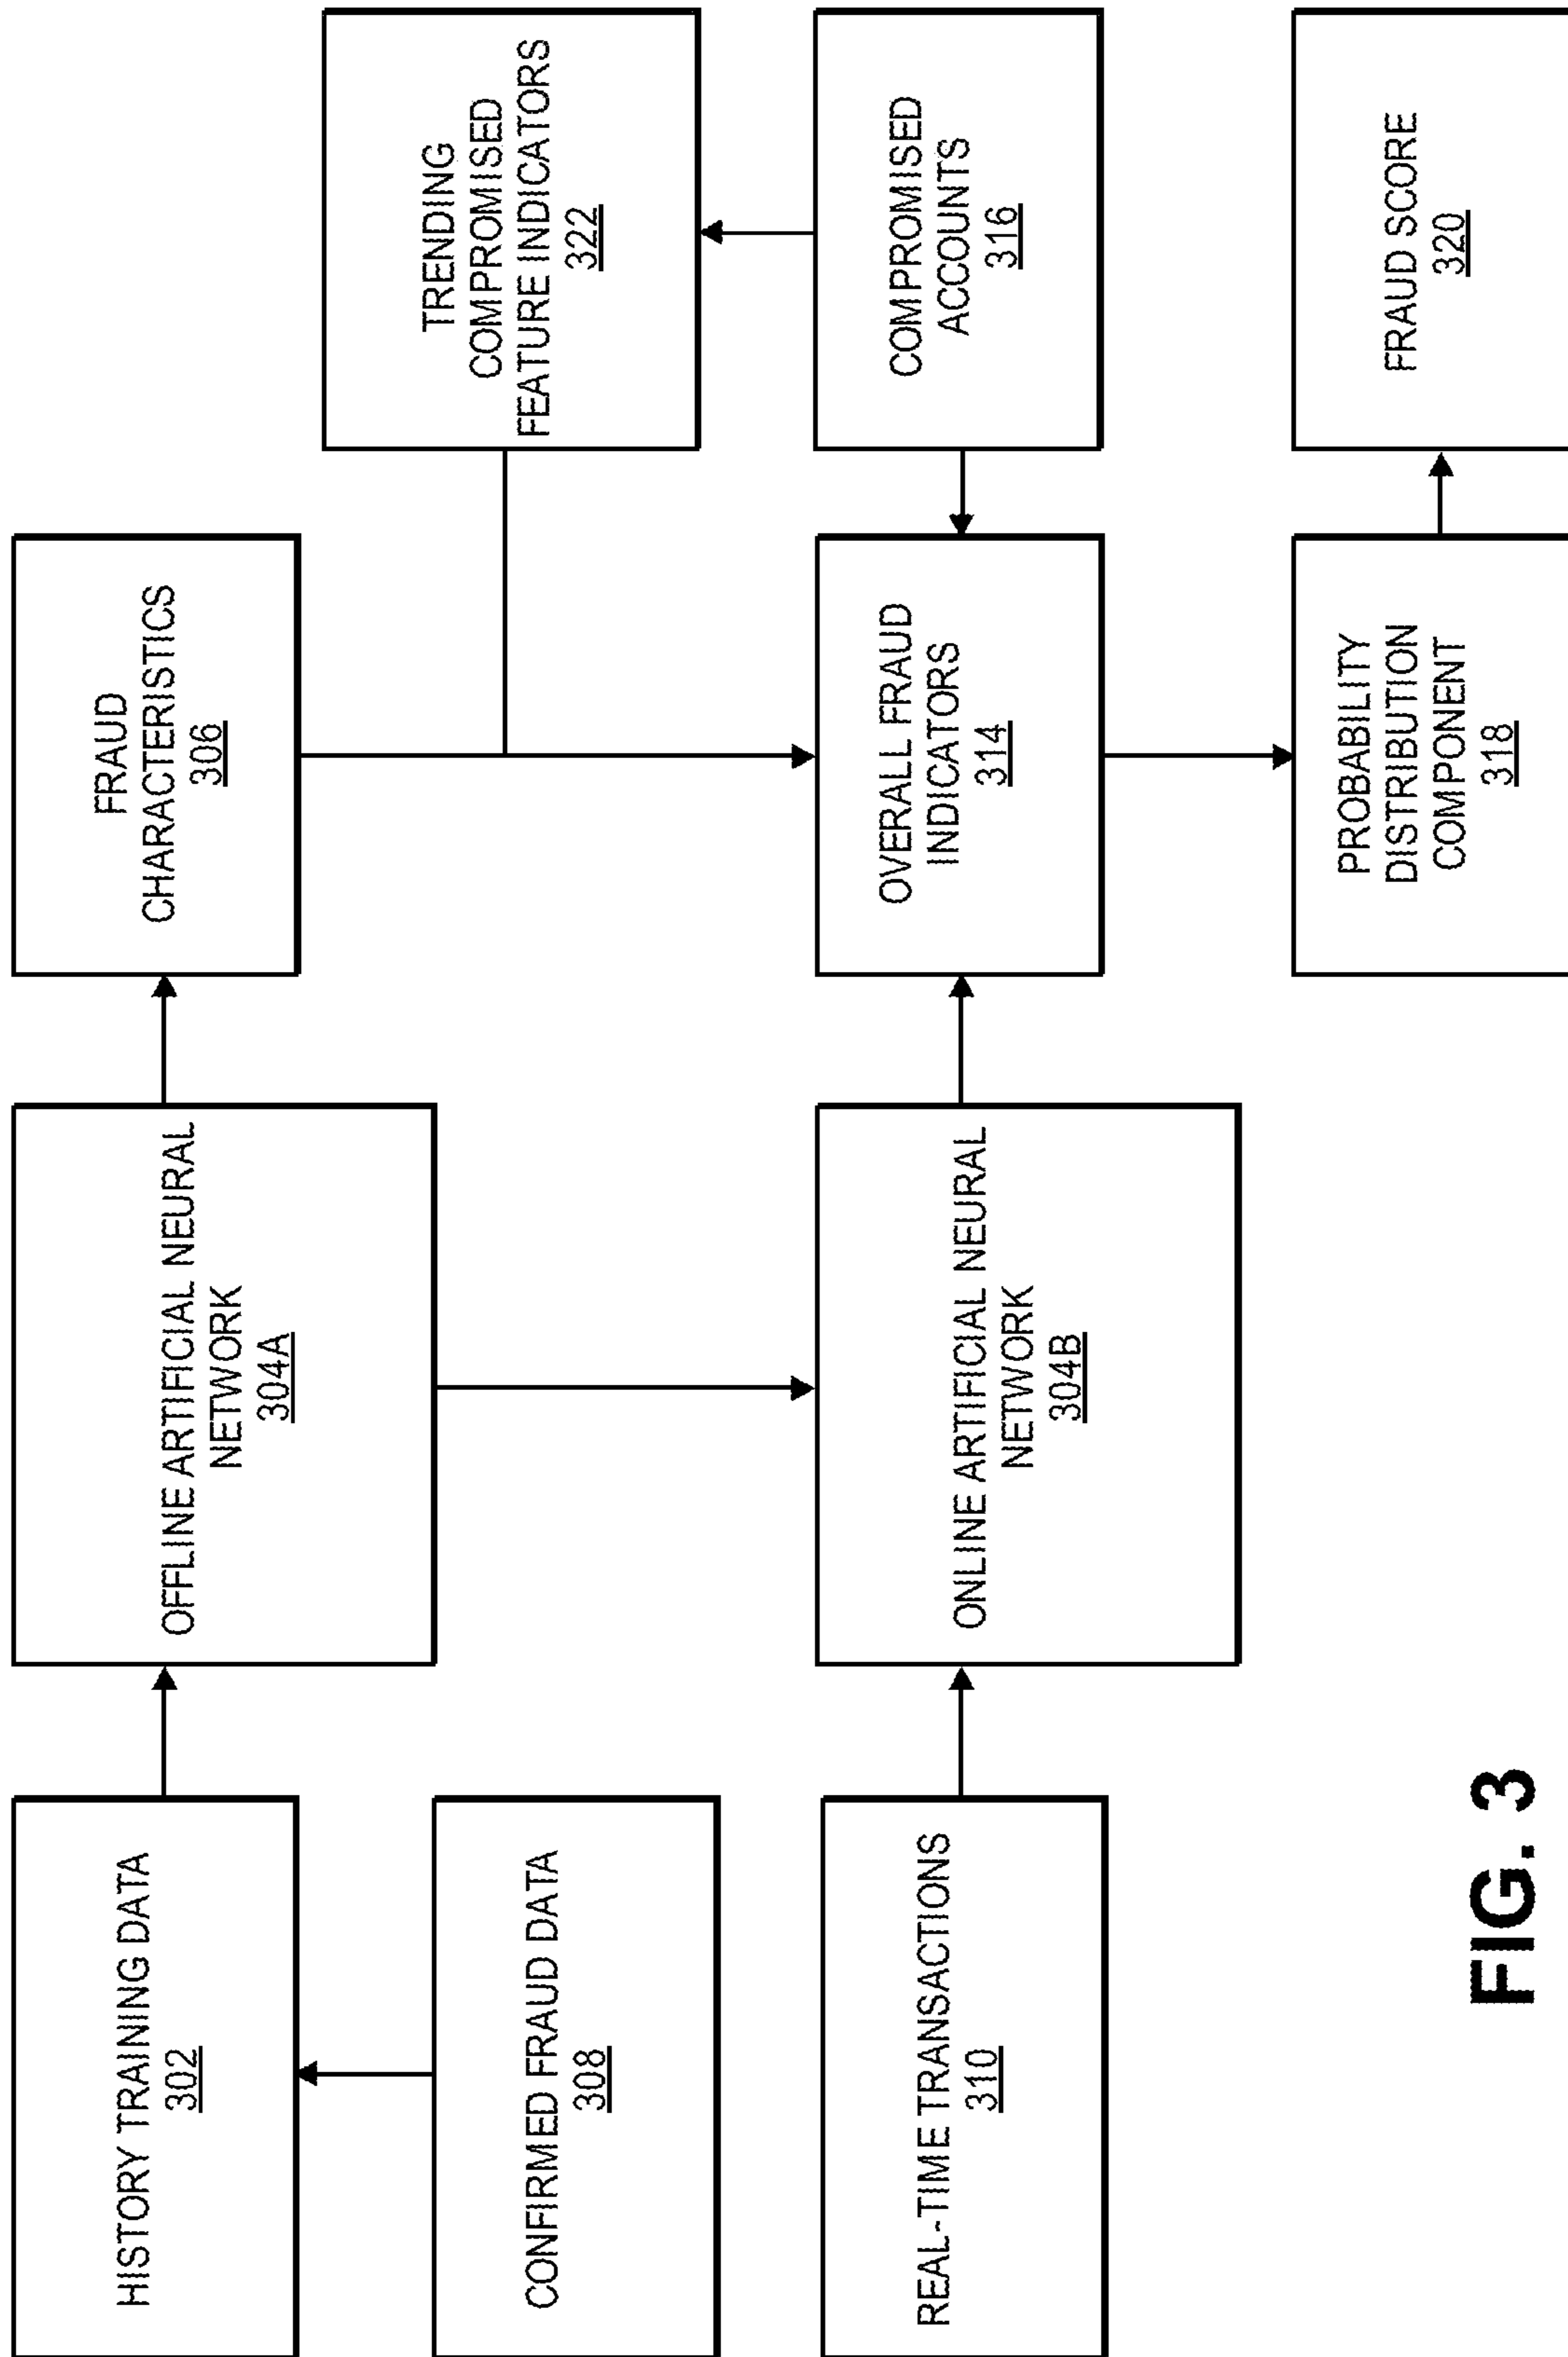 HISTORY TRAINING DATA
302
OFFLINE ARTIFICIAL NEURAL
NETWORK
304A
FRAUD
CHARACTERISTICS
306
TRENDING
COMPROMISED
FEATURE INDICATORS
322
CONFIRMED FRAUD DATA
308
REAL-TIME TRANSACTIONS
310
ONLINE ARTIFICIAL NEURAL
NETWORK
304B
OVERALL FRAUD
INDICATORS
314
COMPROMISED
ACCOUNTS
316
PROBABILITY
DISTRIBUTION
COMPONENT
318
FRAUD SCORE
320
FIG. 3